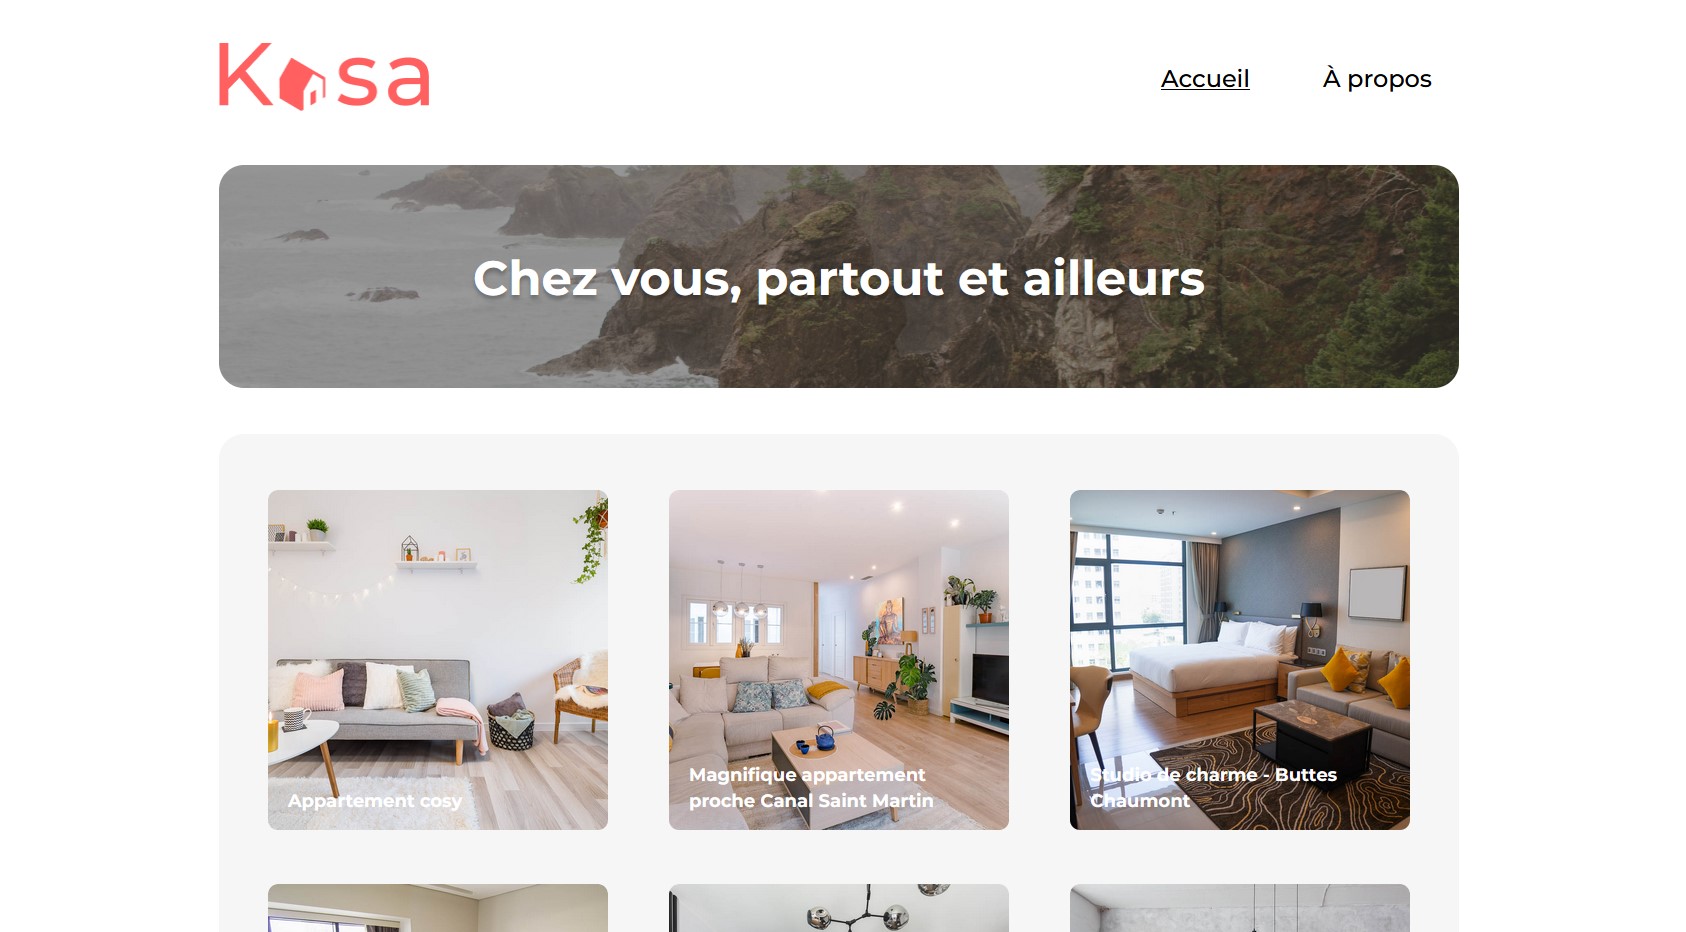 Kasa
Accueil
À propos
Chez vous, partout et ailleurs
Appartement cosy
Magnifique appartement
proche Canal Saint Martin
Studio de charme - Buttes
Chaumont